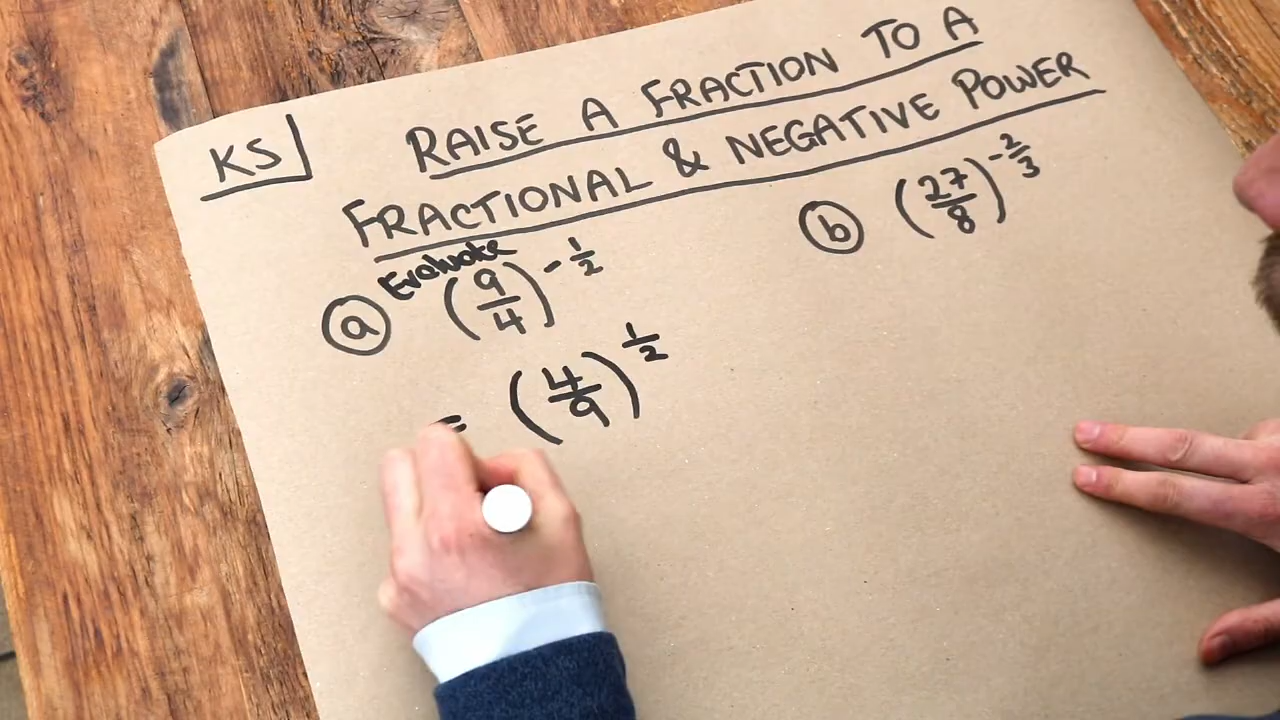 KS
RAISE A FRACTION TO A
FRACTIONAL & NEGATIVE POWER
Evaluate
a (9/4)^-1/2
= (4/9)^1/2
b (27/8)^-2/3